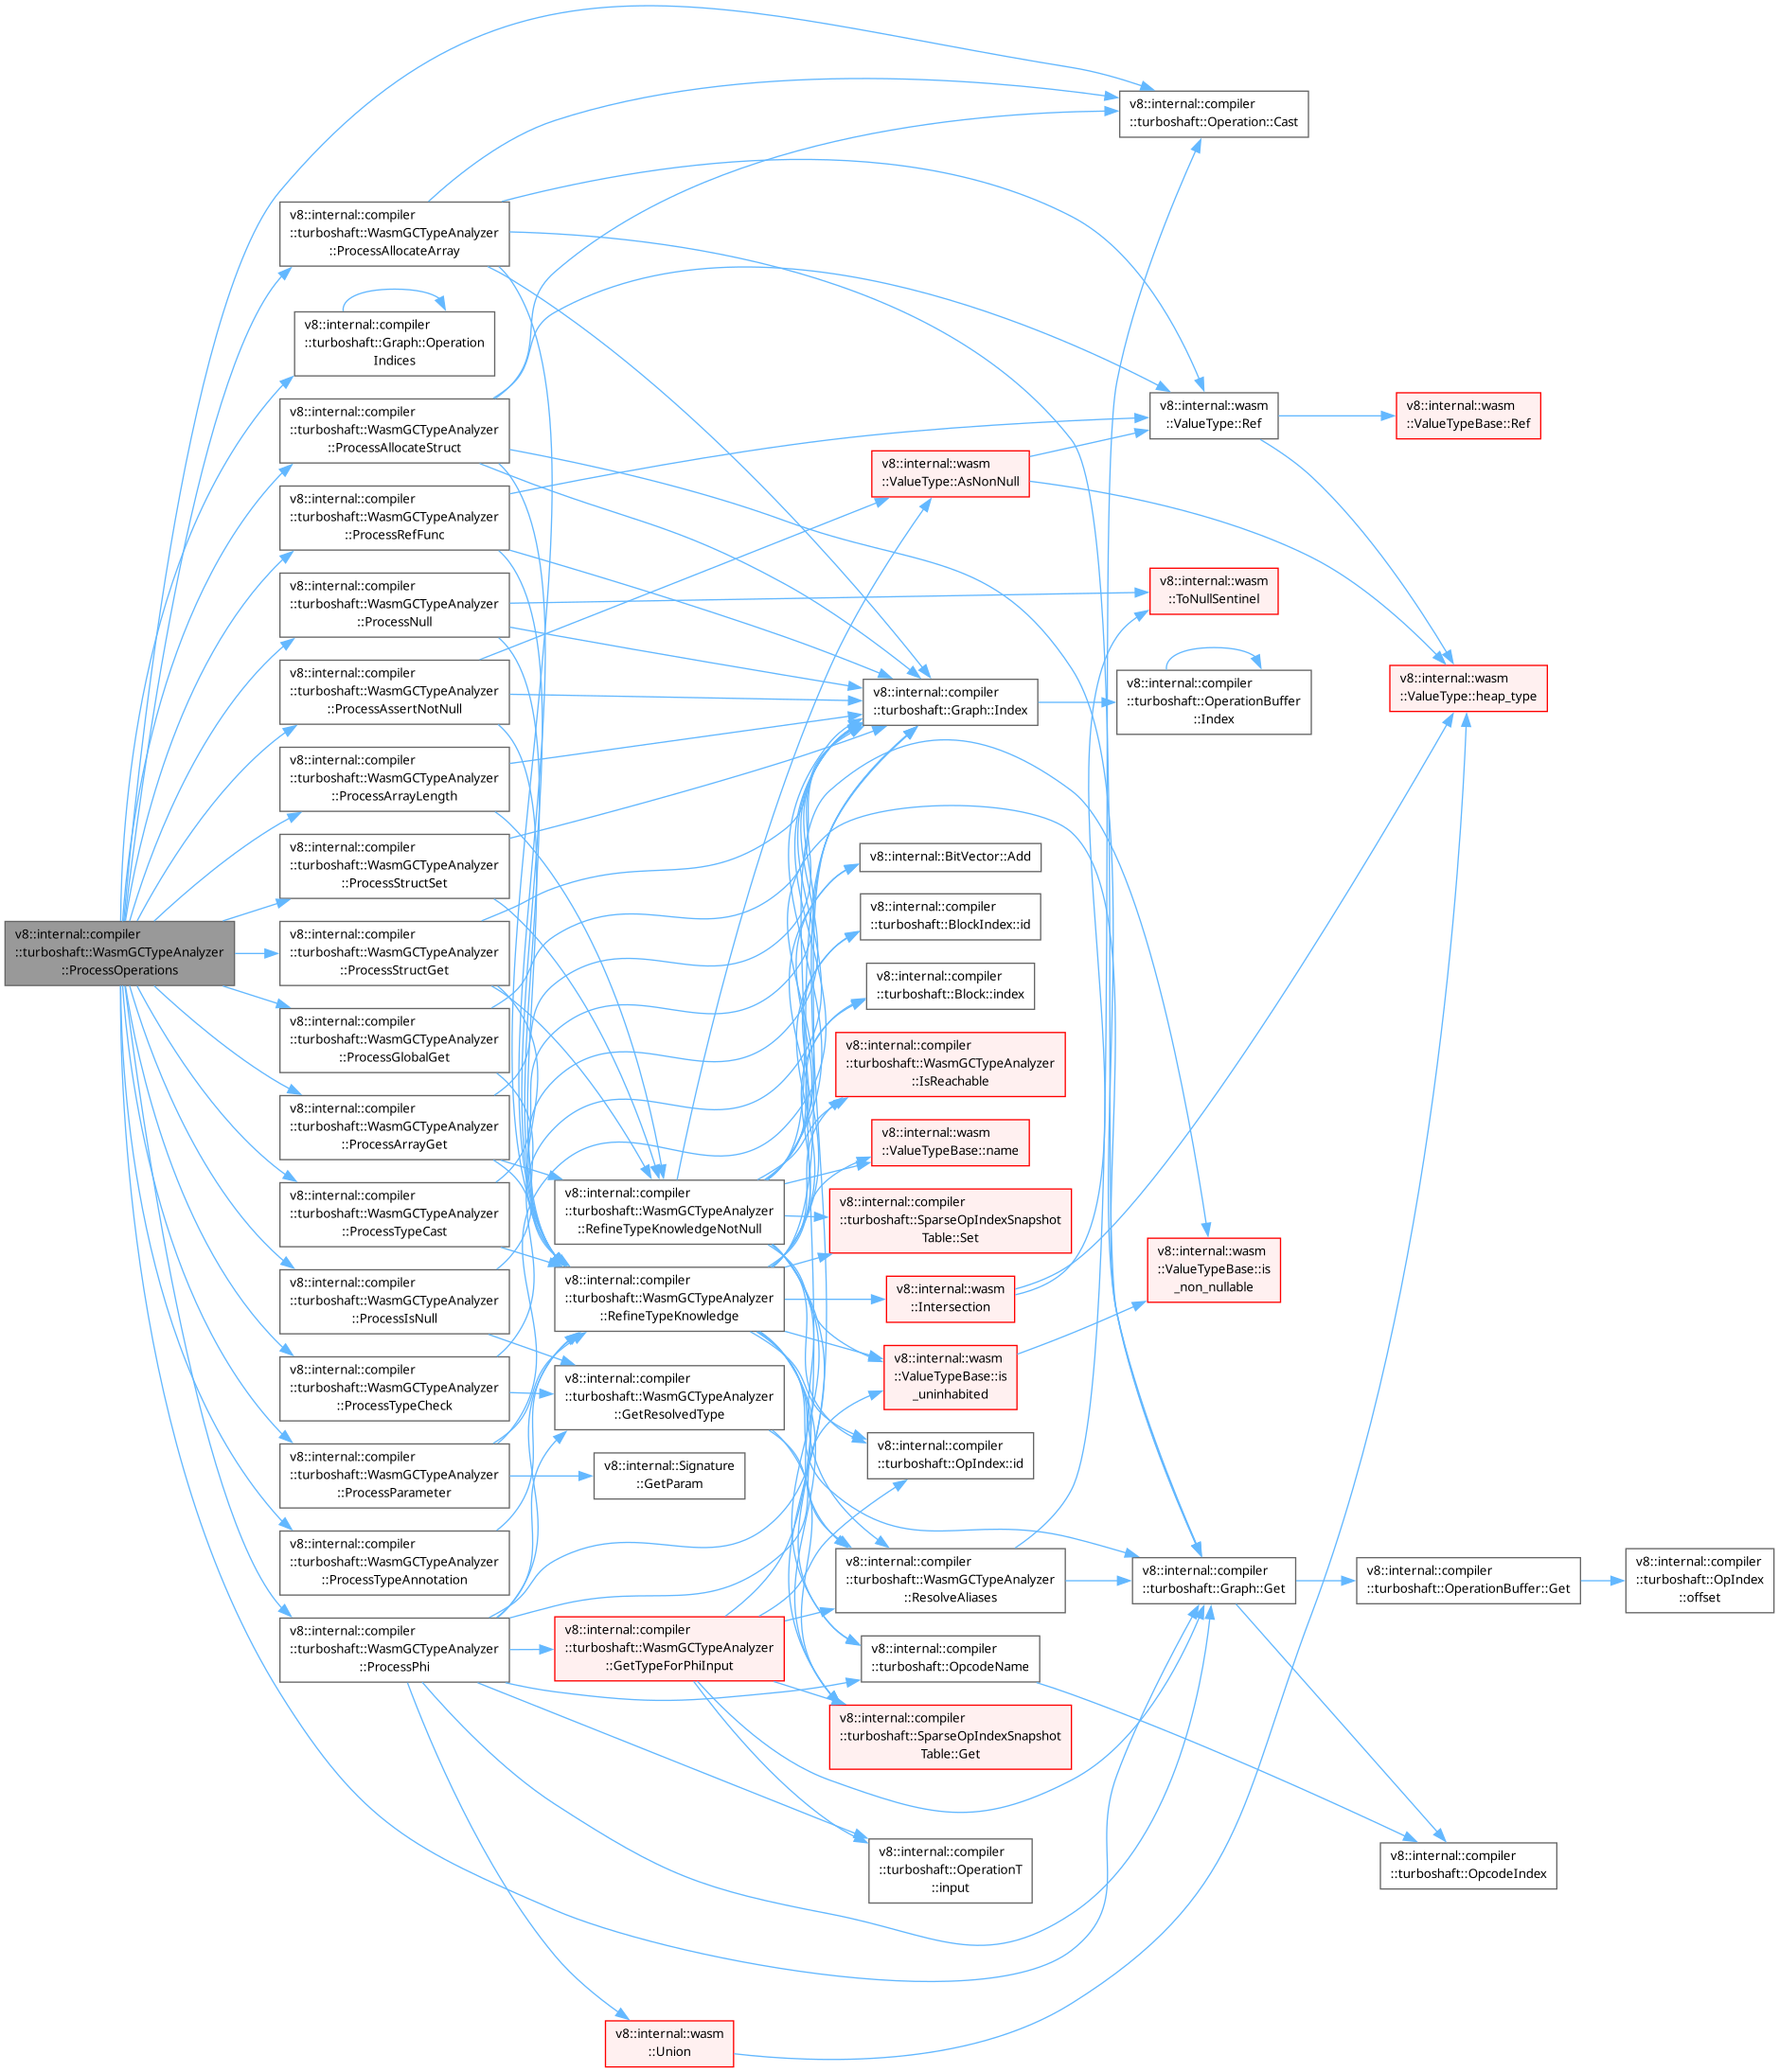 v8::internal::compiler
::turboshaft::WasmGCTypeAnalyzer
::ProcessOperations
v8::internal::compiler
::turboshaft::WasmGCTypeAnalyzer
::ProcessAllocateArray
v8::internal::compiler
::turboshaft::Graph::Operation
Indices
v8::internal::compiler
::turboshaft::WasmGCTypeAnalyzer
::ProcessAllocateStruct
v8::internal::compiler
::turboshaft::WasmGCTypeAnalyzer
::ProcessRefFunc
v8::internal::compiler
::turboshaft::WasmGCTypeAnalyzer
::ProcessNull
v8::internal::compiler
::turboshaft::WasmGCTypeAnalyzer
::ProcessAssertNotNull
v8::internal::compiler
::turboshaft::WasmGCTypeAnalyzer
::ProcessArrayLength
v8::internal::compiler
::turboshaft::WasmGCTypeAnalyzer
::ProcessStructSet
v8::internal::compiler
::turboshaft::WasmGCTypeAnalyzer
::ProcessStructGet
v8::internal::compiler
::turboshaft::WasmGCTypeAnalyzer
::ProcessGlobalGet
v8::internal::compiler
::turboshaft::WasmGCTypeAnalyzer
::ProcessArrayGet
v8::internal::compiler
::turboshaft::WasmGCTypeAnalyzer
::ProcessTypeCast
v8::internal::compiler
::turboshaft::WasmGCTypeAnalyzer
::ProcessIsNull
v8::internal::compiler
::turboshaft::WasmGCTypeAnalyzer
::ProcessTypeCheck
v8::internal::compiler
::turboshaft::WasmGCTypeAnalyzer
::ProcessParameter
v8::internal::compiler
::turboshaft::WasmGCTypeAnalyzer
::ProcessTypeAnnotation
v8::internal::compiler
::turboshaft::WasmGCTypeAnalyzer
::ProcessPhi
v8::internal::compiler
::turboshaft::WasmGCTypeAnalyzer
::RefineTypeKnowledgeNotNull
v8::internal::compiler
::turboshaft::WasmGCTypeAnalyzer
::RefineTypeKnowledge
v8::internal::compiler
::turboshaft::WasmGCTypeAnalyzer
::GetResolvedType
v8::internal::Signature
::GetParam
v8::internal::compiler
::turboshaft::WasmGCTypeAnalyzer
::GetTypeForPhiInput
v8::internal::wasm
::Union
v8::internal::wasm
::ValueType::AsNonNull
v8::internal::compiler
::turboshaft::Graph::Index
v8::internal::BitVector::Add
v8::internal::compiler
::turboshaft::BlockIndex::id
v8::internal::compiler
::turboshaft::Block::index
v8::internal::compiler
::turboshaft::WasmGCTypeAnalyzer
::IsReachable
v8::internal::wasm
::ValueTypeBase::name
v8::internal::compiler
::turboshaft::SparseOpIndexSnapshot
Table::Set
v8::internal::wasm
::Intersection
v8::internal::wasm
::ValueTypeBase::is
_uninhabited
v8::internal::compiler
::turboshaft::OpIndex::id
v8::internal::compiler
::turboshaft::WasmGCTypeAnalyzer
::ResolveAliases
v8::internal::compiler
::turboshaft::OpcodeName
v8::internal::compiler
::turboshaft::SparseOpIndexSnapshot
Table::Get
v8::internal::compiler
::turboshaft::OperationT
::input
v8::internal::compiler
::turboshaft::Operation::Cast
v8::internal::wasm
::ValueType::Ref
v8::internal::wasm
::ToNullSentinel
v8::internal::compiler
::turboshaft::OperationBuffer
::Index
v8::internal::wasm
::ValueTypeBase::is
_non_nullable
v8::internal::compiler
::turboshaft::Graph::Get
v8::internal::wasm
::ValueTypeBase::Ref
v8::internal::wasm
::ValueType::heap_type
v8::internal::compiler
::turboshaft::OperationBuffer::Get
v8::internal::compiler
::turboshaft::OpcodeIndex
v8::internal::compiler
::turboshaft::OpIndex
::offset